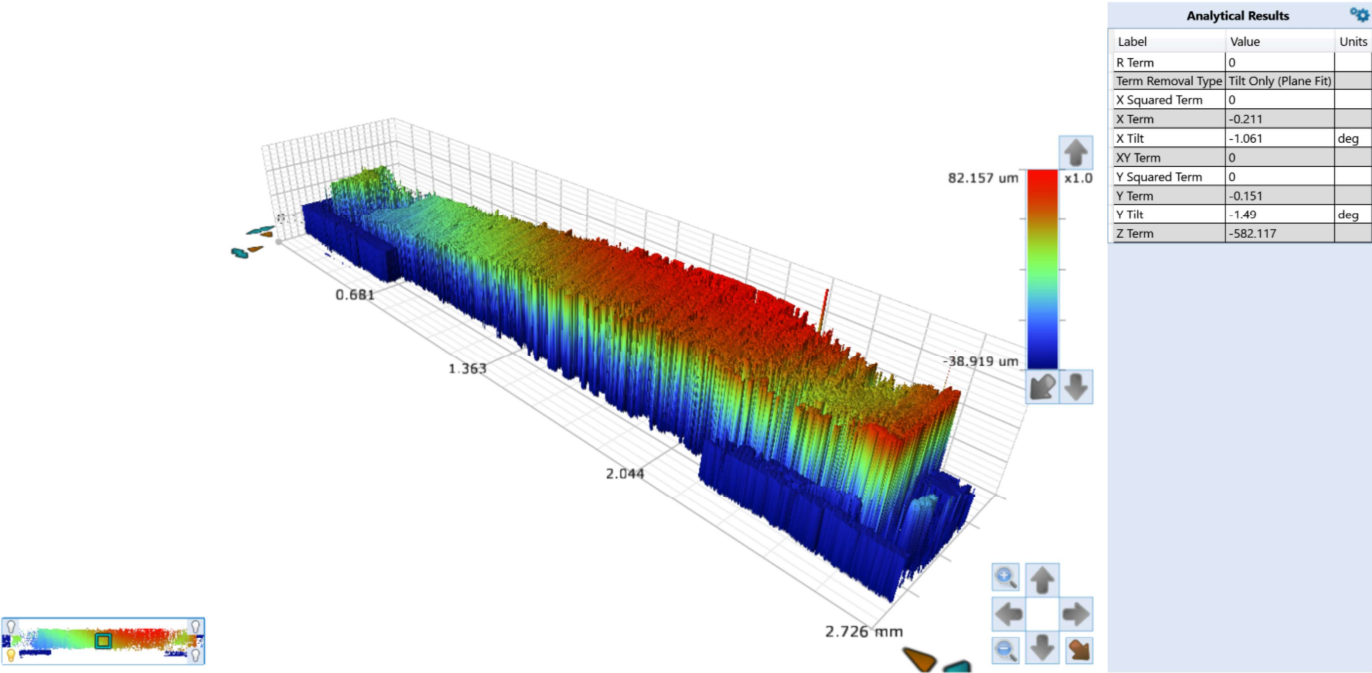 Analytical Results
Label Value Units
R Term 0
Term Removal Type Tilt Only (Plane Fit)
X Squared Term 0
X Term -0.211
X Tilt -1.061 deg
XY Term 0
Y Squared Term 0
Y Term -0.151
Y Tilt -1.49 deg
Z Term -582.117
82.157 um x1.0
-38.919 um
0.681
1.363
2.044
2.726 mm